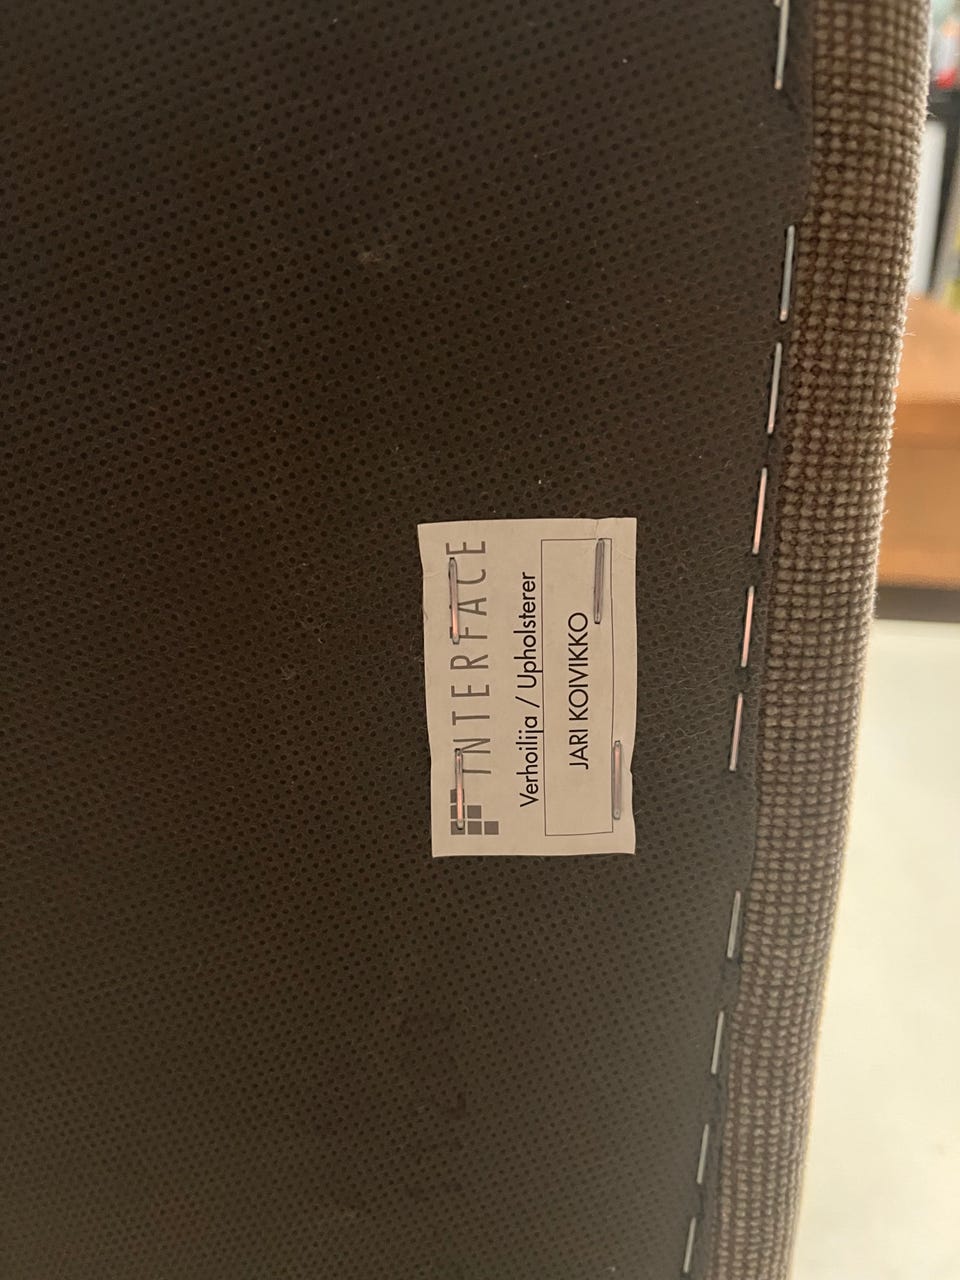 INTERFACE
Verhoilija / Upholsterer
JARI KOIVIKKO